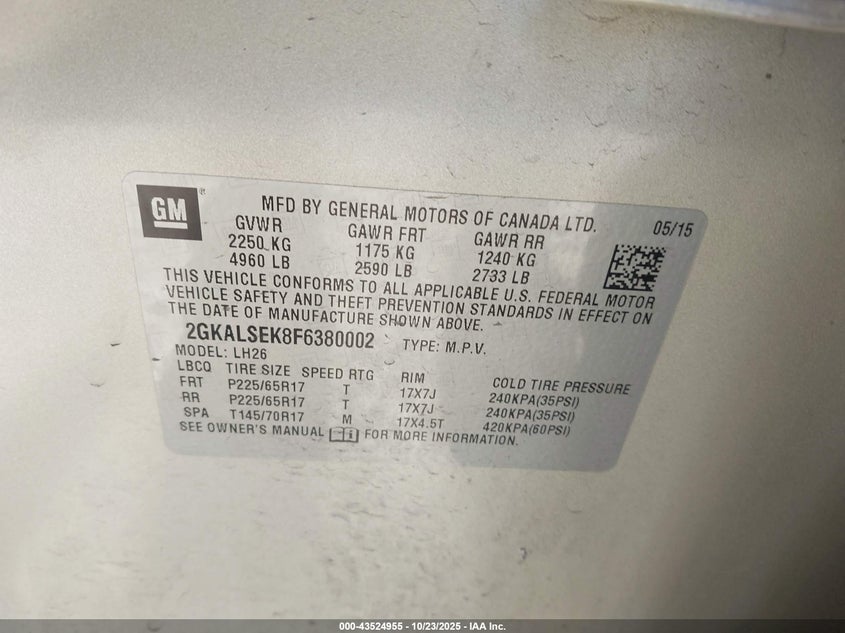 GM ®
MFD BY GENERAL MOTORS OF CANADA LTD. 05/15
GVWR GAWR FRT GAWR RR
2250 KG 1175 KG 1240 KG
4960 LB 2590 LB 2733 LB
THIS VEHICLE CONFORMS TO ALL APPLICABLE U.S. FEDERAL MOTOR
VEHICLE SAFETY AND THEFT PREVENTION STANDARDS IN EFFECT ON
THE DATE OF MANUFACTURE SHOWN ABOVE.
2GKALSEK8F6380002 TYPE: M.P.V.
MODEL: LH26
LBCQ TIRE SIZE SPEED RTG RIM COLD TIRE PRESSURE
FRT P225/65R17 T 17X7J 240KPA(35PSI)
RR P225/65R17 T 17X7J 240KPA(35PSI)
SPA T145/70R17 M 17X4.5T 420KPA(60PSI)
SEE OWNER'S MANUAL FOR MORE INFORMATION.
000-43524955 - 10/23/2025 - IAA Inc.